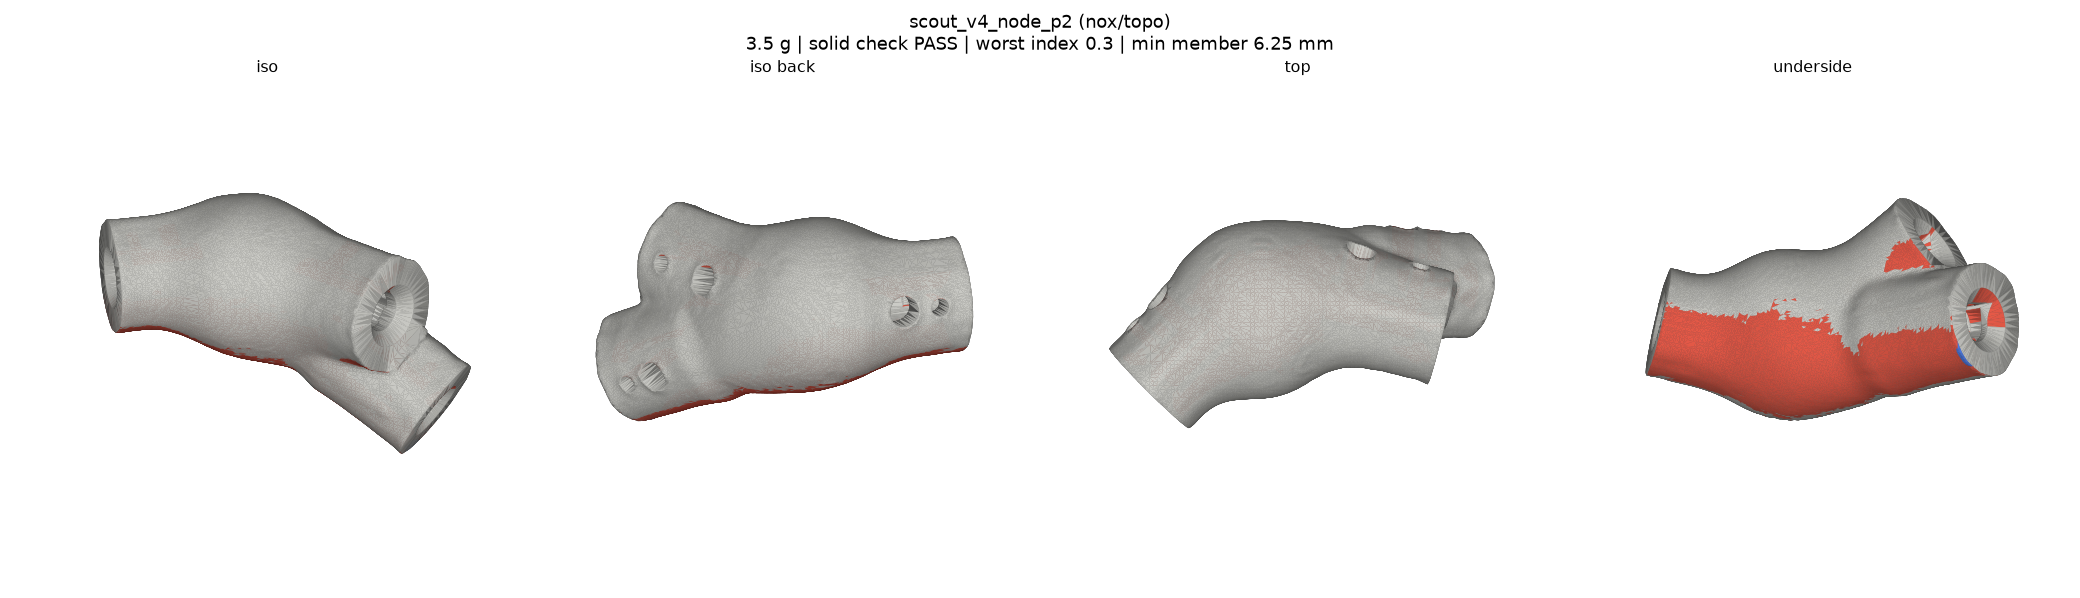 scout_v4_node_p2 (nox/topo)
3.5 g | solid check PASS | worst index 0.3 | min member 6.25 mm
iso
iso back
top
underside